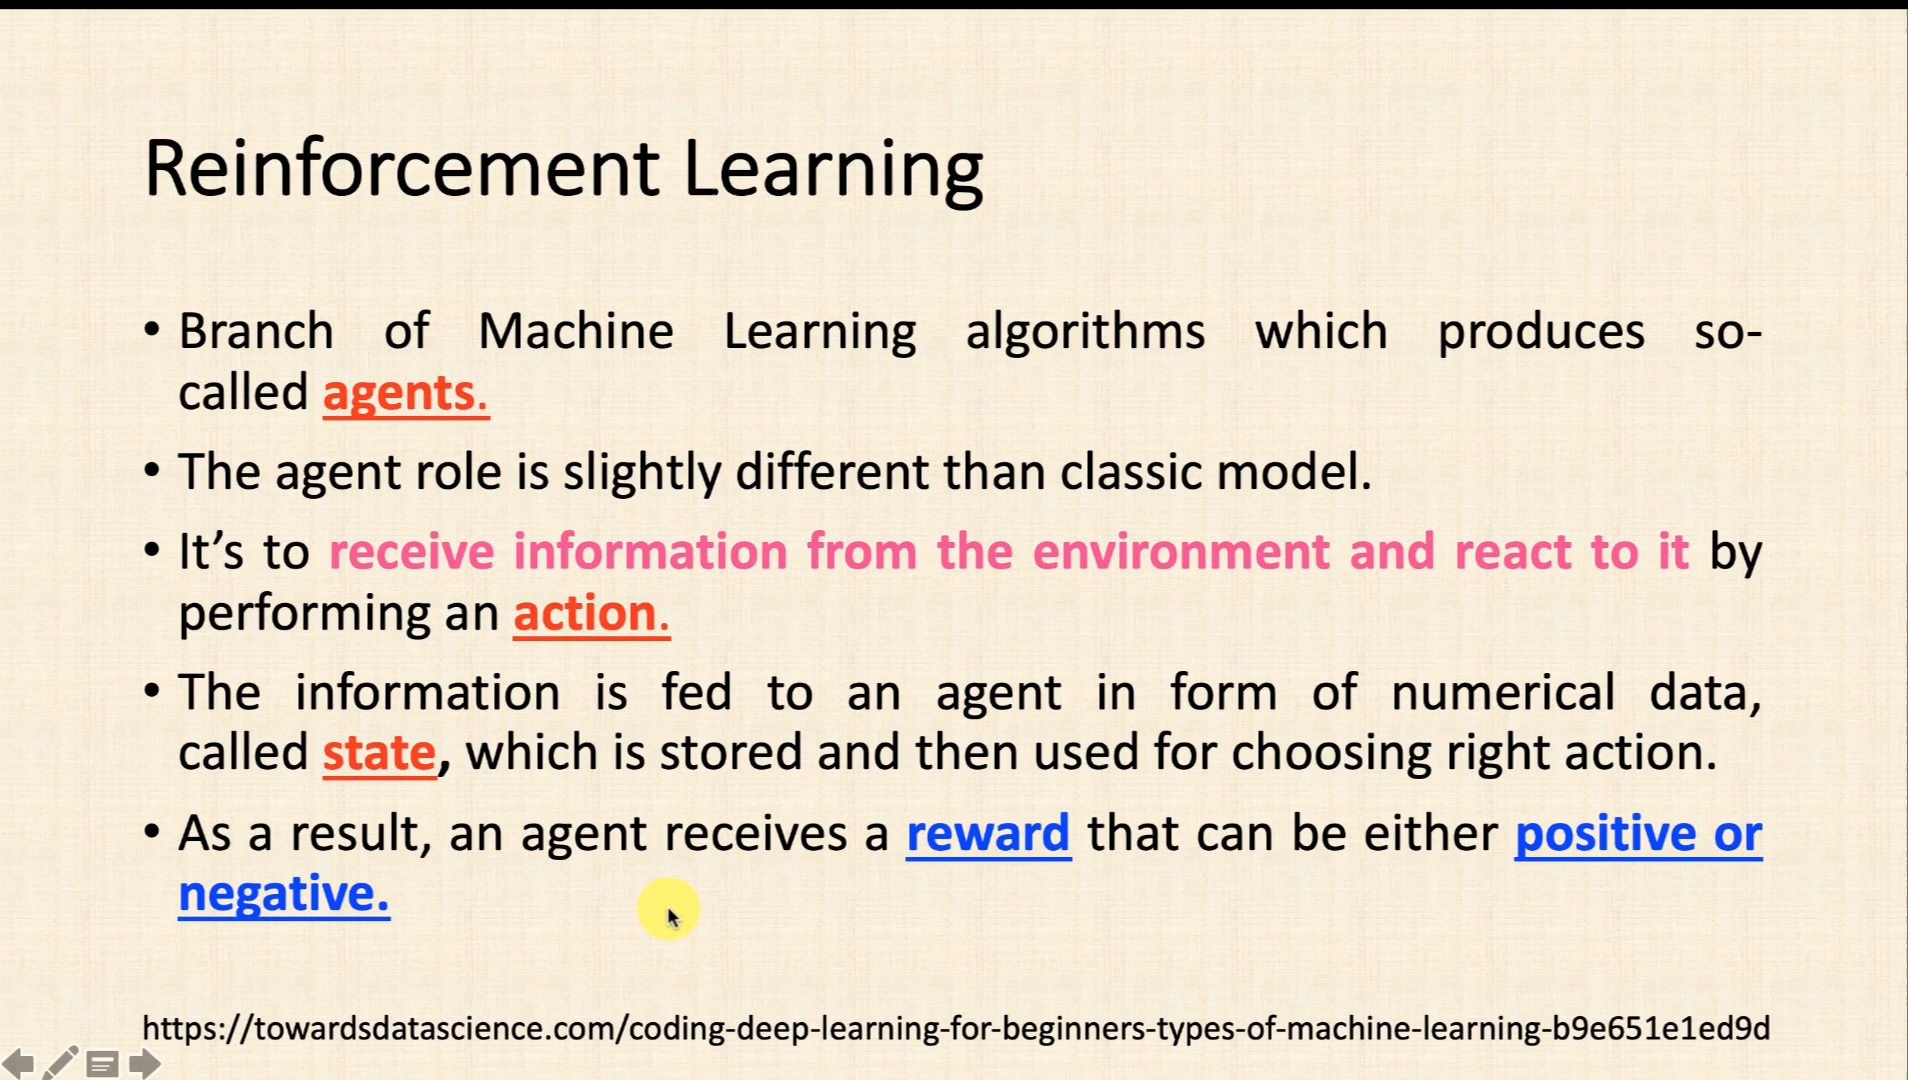 Reinforcement Learning
• Branch of Machine Learning algorithms which produces so-
called agents.
• The agent role is slightly different than classic model.
• It’s to receive information from the environment and react to it by
performing an action.
• The information is fed to an agent in form of numerical data,
called state, which is stored and then used for choosing right action.
• As a result, an agent receives a reward that can be either positive or
negative.
https://towardsdatascience.com/coding-deep-learning-for-beginners-types-of-machine-learning-b9e651e1ed9d